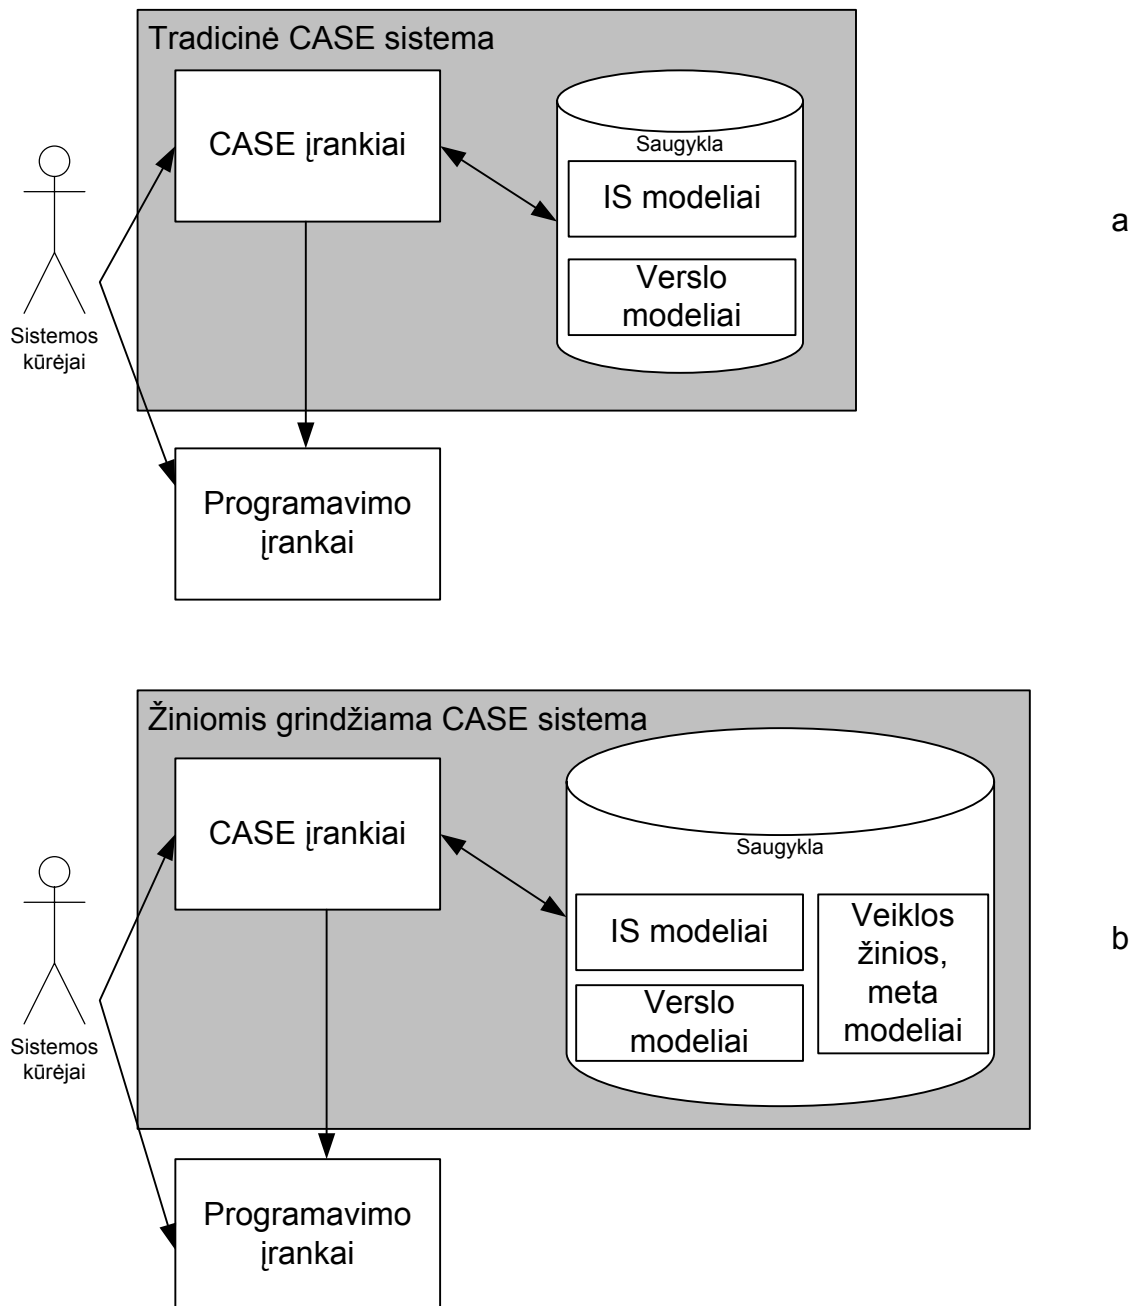 Tradicinė CASE sistema
CASE įrankiai
Saugykla
IS modeliai
Verslo
modeliai
a
Sistemos
kūrėjai
Programavimo
įrankai
Žiniomis grindžiama CASE sistema
CASE įrankiai
Saugykla
IS modeliai
Verslo
modeliai
Veiklos
žinios,
meta
modeliai
b
Sistemos
kūrėjai
Programavimo
įrankai